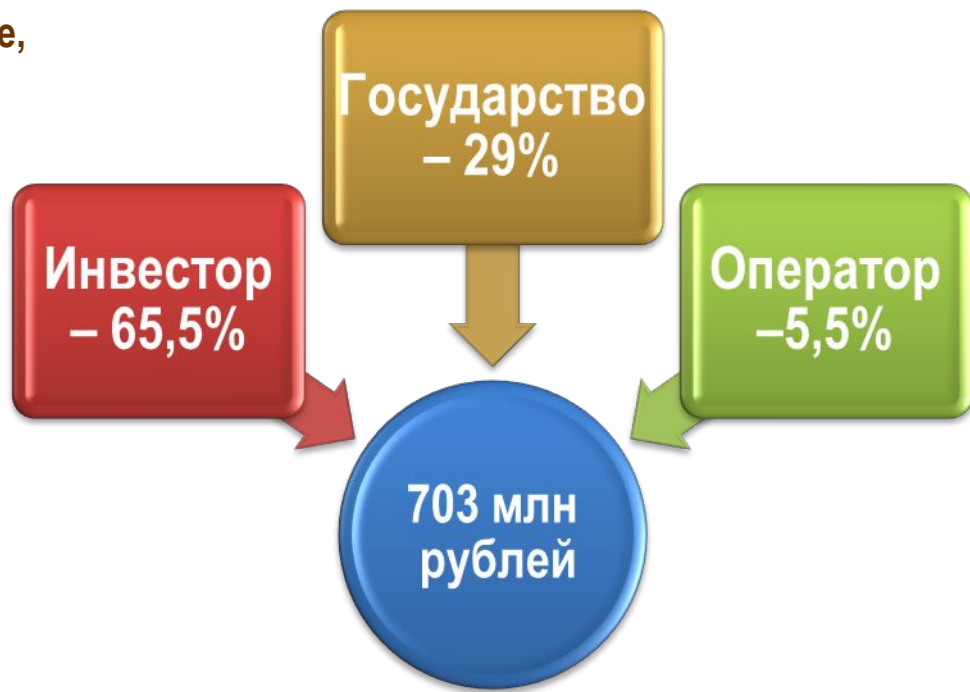 е,
Государство
– 29%
Инвестор
– 65,5%
Оператор
–5,5%
703 млн
рублей